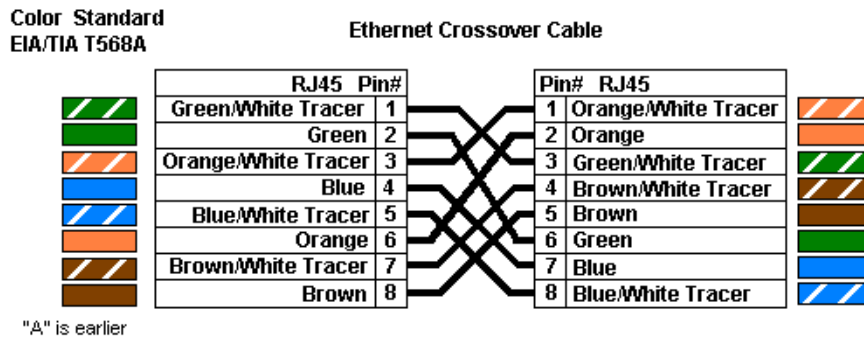 Color Standard
EIA/TIA T568A
Ethernet Crossover Cable
RJ45 Pin#
Pin# RJ45
Green/White Tracer 1
1 Orange/White Tracer
Green 2
2 Orange
Orange/White Tracer 3
3 Green/White Tracer
Blue 4
4 Brown/White Tracer
Blue/White Tracer 5
5 Brown
Orange 6
6 Green
Brown/White Tracer 7
7 Blue
Brown 8
8 Blue/White Tracer
"A" is earlier